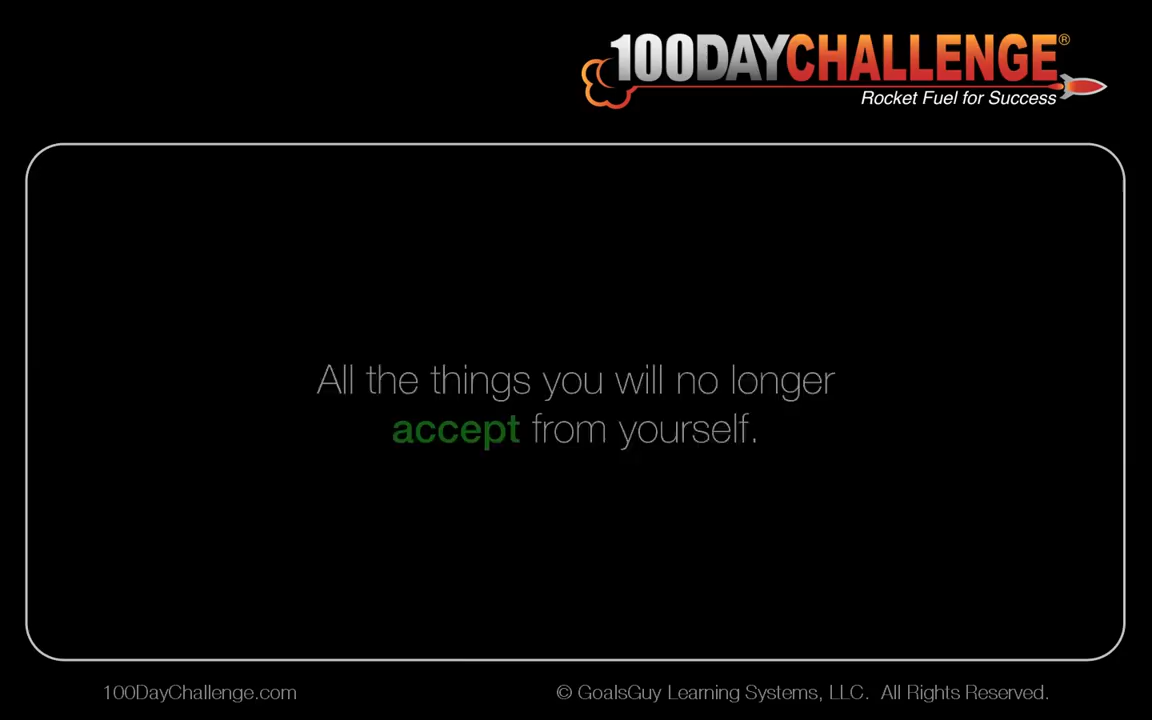 100DAYCHALLENGE®
Rocket Fuel for Success
All the things you will no longer
accept from yourself.
100DayChallenge.com
© GoalsGuy Learning Systems, LLC. All Rights Reserved.